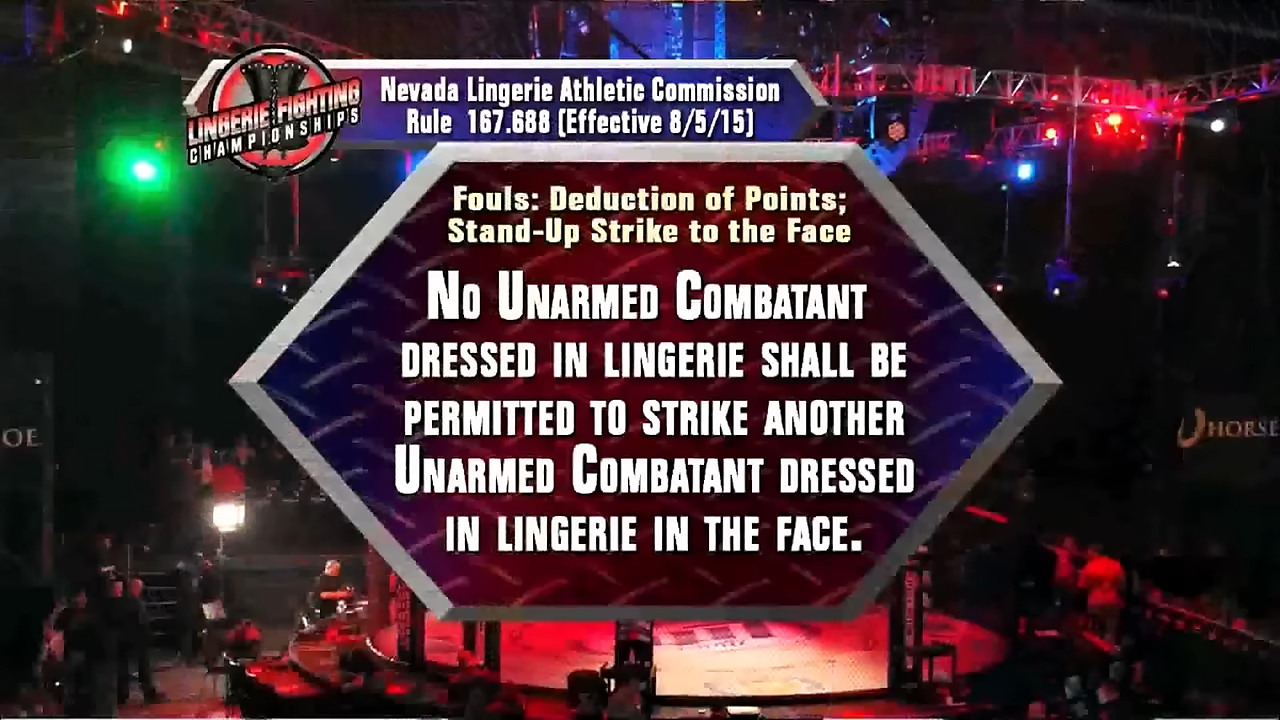 LINGERIE FIGHTING
CHAMPIONSHIPS
Nevada Lingerie Athletic Commission
Rule 167.688 (Effective 8/5/15)
Fouls: Deduction of Points;
Stand-Up Strike to the Face
NO UNARMED COMBATANT
DRESSED IN LINGERIE SHALL BE
PERMITTED TO STRIKE ANOTHER
UNARMED COMBATANT DRESSED
IN LINGERIE IN THE FACE.
OE
HORSE